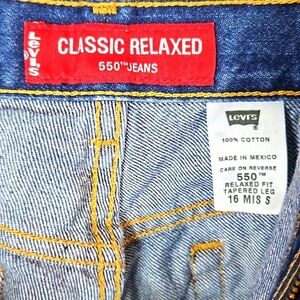 LEVI'S
CLASSIC RELAXED
550™ JEANS
Levi's ®
100% COTTON
MADE IN MEXICO
CARE ON REVERSE
550™
RELAXED FIT
TAPERED LEG
16 MIS S